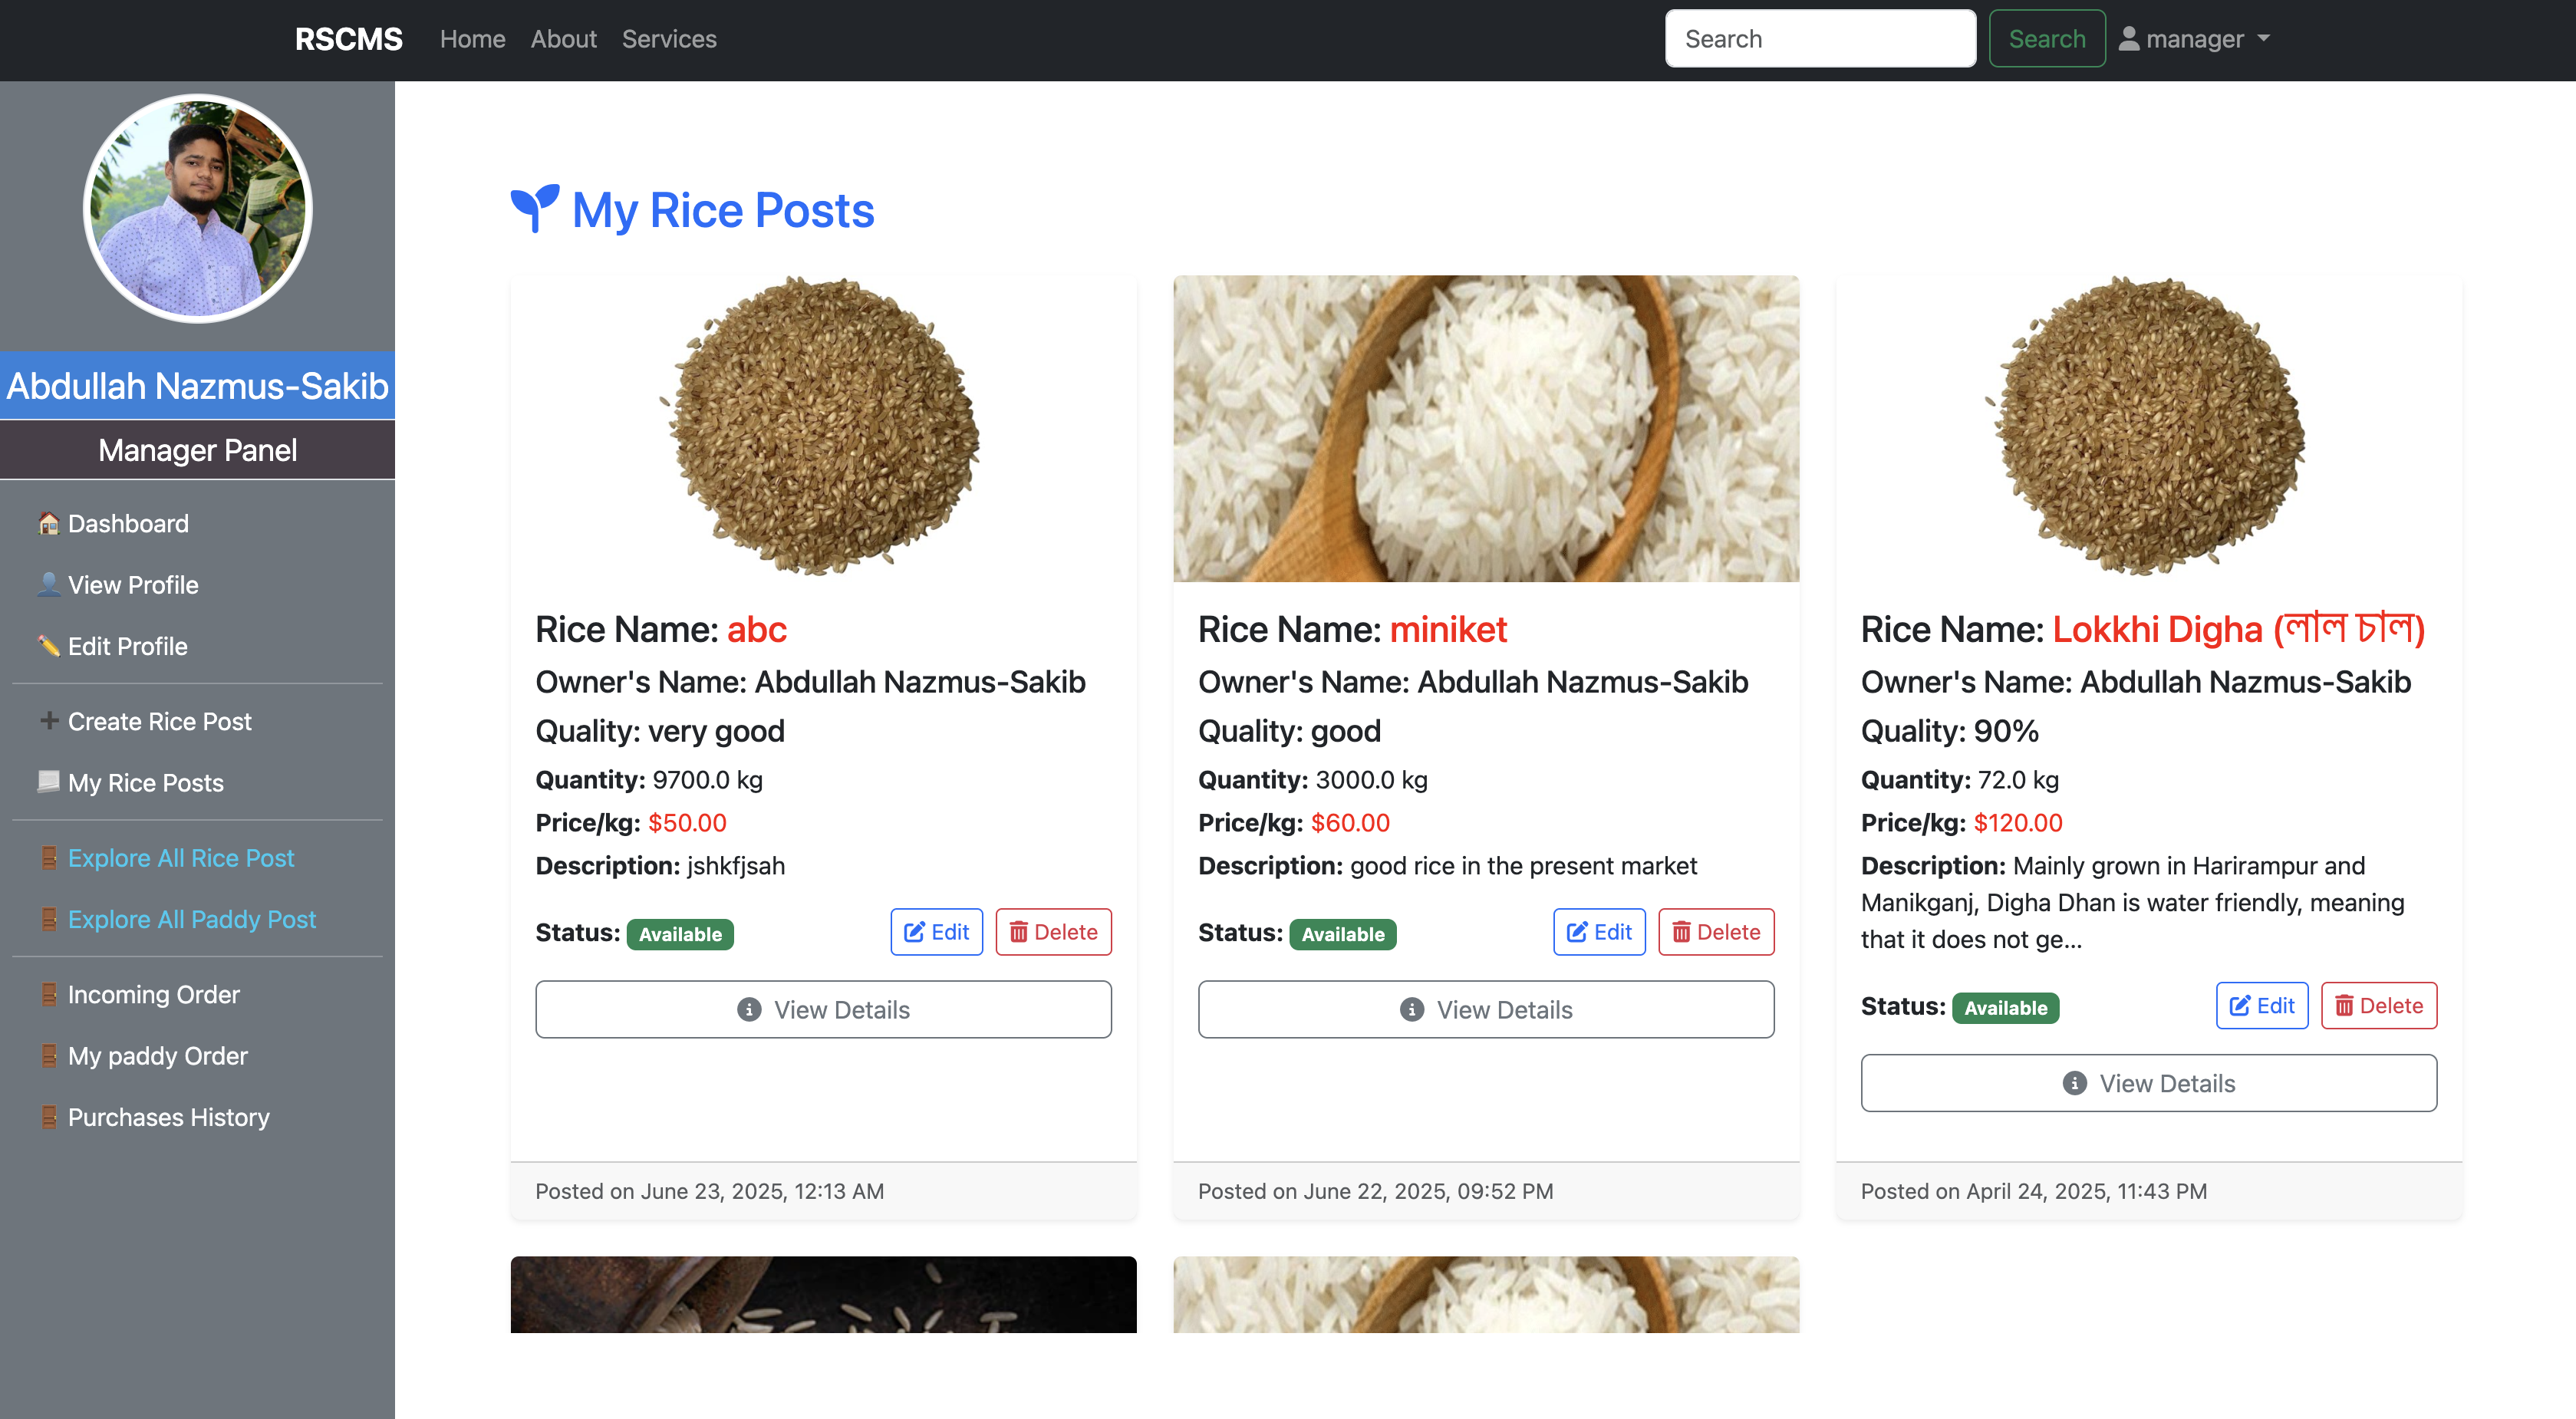 RSCMS Home About Services Search Search manager
Abdullah Nazmus-Sakib
Manager Panel
Dashboard
View Profile
Edit Profile
Create Rice Post
My Rice Posts
Explore All Rice Post
Explore All Paddy Post
Incoming Order
My paddy Order
Purchases History
My Rice Posts
Rice Name: abc
Owner's Name: Abdullah Nazmus-Sakib
Quality: very good
Quantity: 9700.0 kg
Price/kg: $50.00
Description: jshkfjsah
Status: Available Edit Delete
View Details
Posted on June 23, 2025, 12:13 AM
Rice Name: miniket
Owner's Name: Abdullah Nazmus-Sakib
Quality: good
Quantity: 3000.0 kg
Price/kg: $60.00
Description: good rice in the present market
Status: Available Edit Delete
View Details
Posted on June 22, 2025, 09:52 PM
Rice Name: Lokkhi Digha (লাল চাল)
Owner's Name: Abdullah Nazmus-Sakib
Quality: 90%
Quantity: 72.0 kg
Price/kg: $120.00
Description: Mainly grown in Harirampur and
Manikganj, Digha Dhan is water friendly, meaning
that it does not ge...
Status: Available Edit Delete
View Details
Posted on April 24, 2025, 11:43 PM